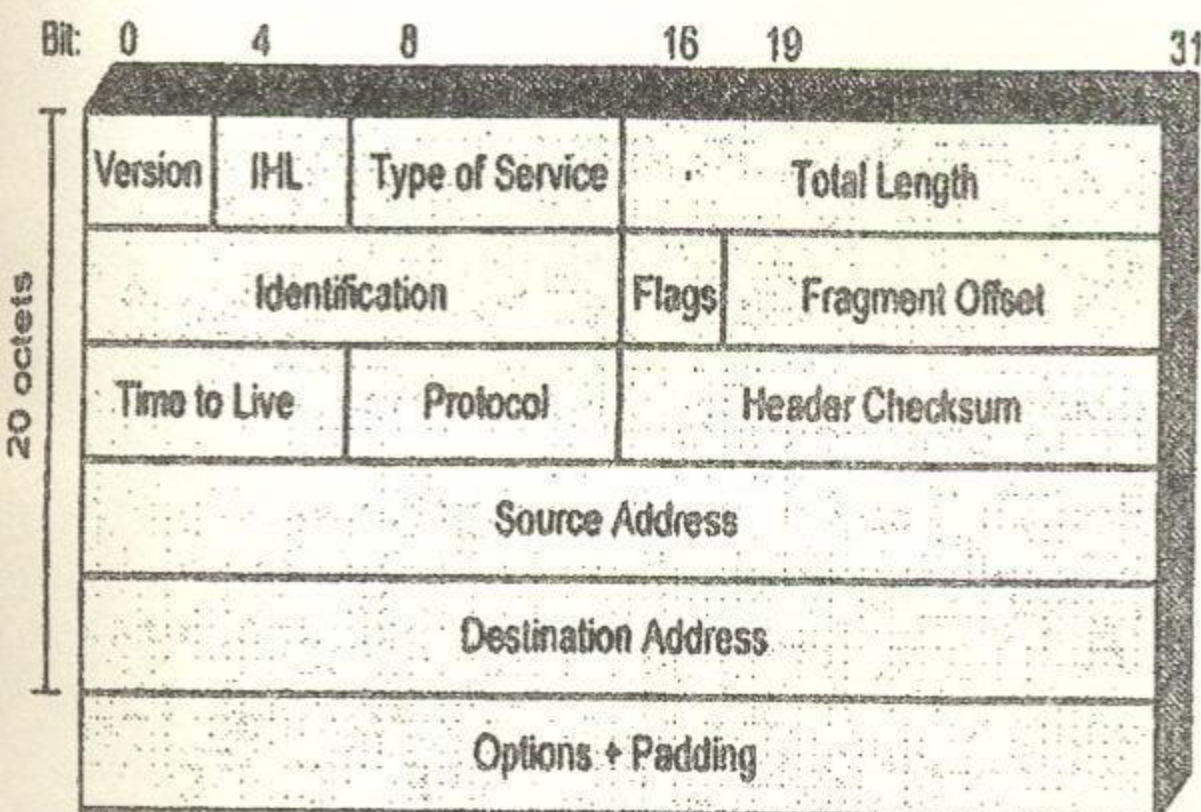 Bit: 0 4 8 16 19 31
Version IHL Type of Service Total Length
Identification Flags Fragment Offset
Time to Live Protocol Header Checksum
Source Address
Destination Address
Options + Padding
20 octets